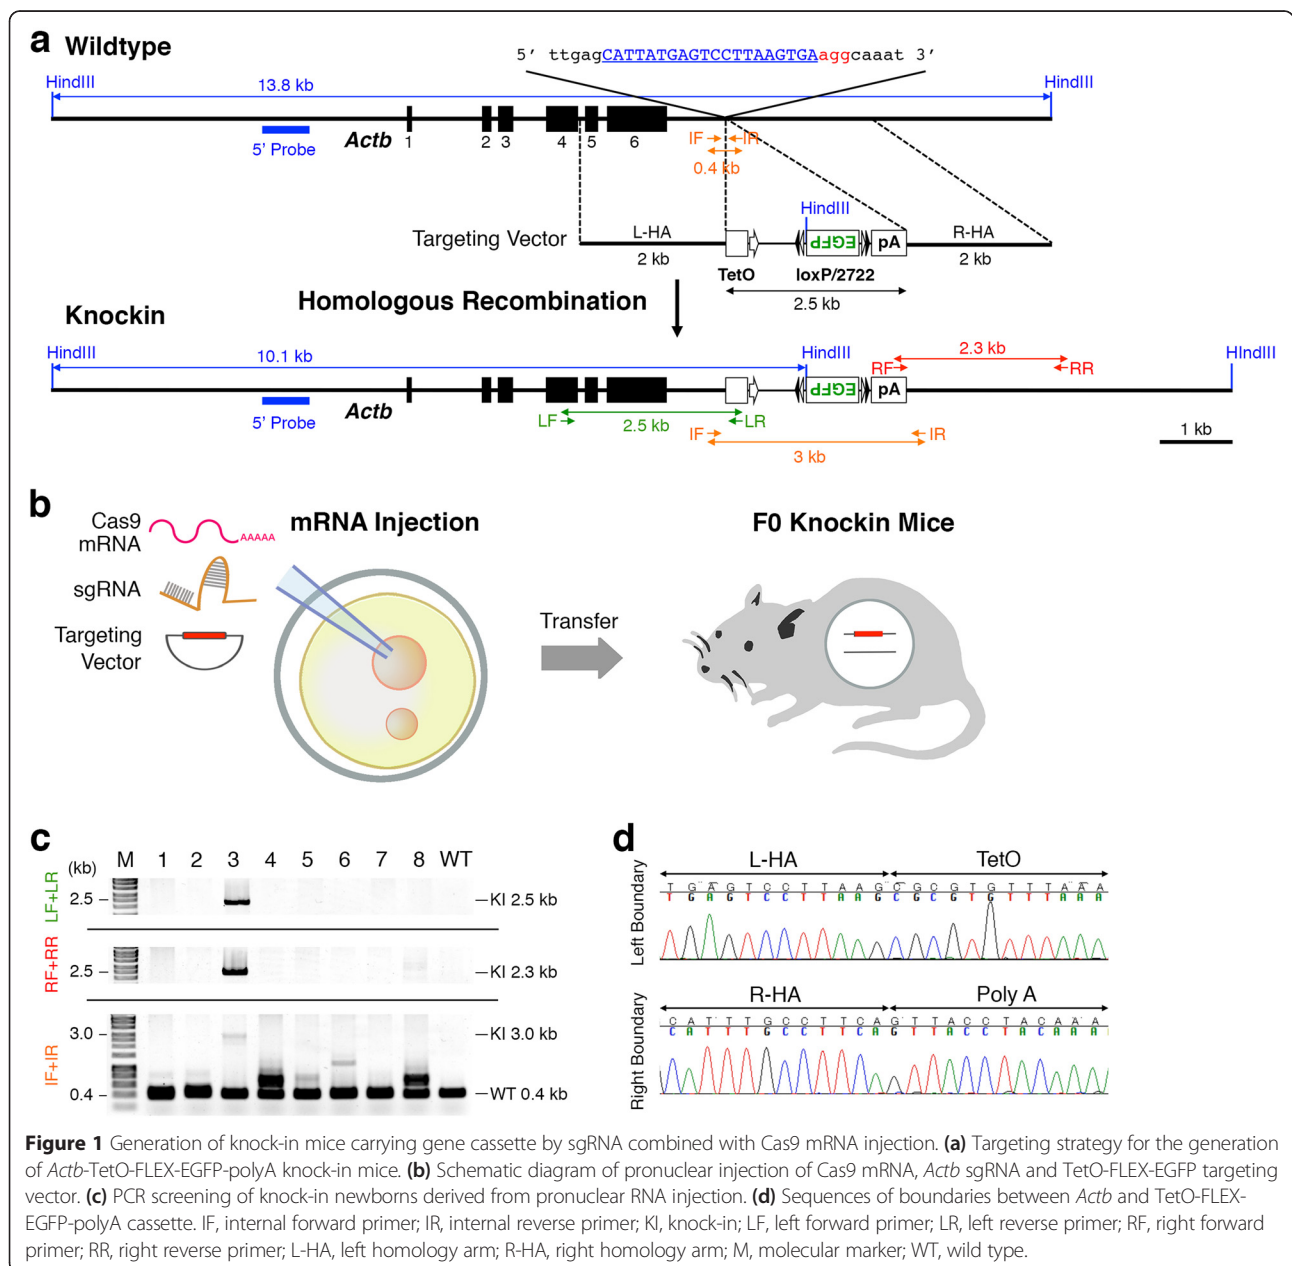 a
Wildtype
5’ ttgagCATTATGAGTCCTTAAGTGAaggcaaat 3’
HindIII
13.8 kb
HindIII
5’ Probe
Actb
1
2
3
4
5
6
IF
IR
0.4 kb
HindIII
Targeting Vector
L-HA
EGFP
pA
R-HA
2 kb
TetO
loxP/2722
2 kb
2.5 kb
Homologous Recombination
Knockin
HindIII
10.1 kb
HindIII
2.3 kb
HIndIII
RF
RR
EGFP
pA
5’ Probe
Actb
LF
2.5 kb
LR
IF
IR
3 kb
1 kb
b
Cas9
mRNA
AAAAA
mRNA Injection
F0 Knockin Mice
sgRNA
Targeting
Vector
Transfer
c
(kb) M 1 2 3 4 5 6 7 8 WT
LF+LR
2.5
KI 2.5 kb
RF+RR
2.5
KI 2.3 kb
IF+IR
3.0
KI 3.0 kb
0.4
WT 0.4 kb
d
L-HA TetO
Left Boundary
T G A G T C C T T A A G C G C G T G T T T A A A
T G A G T C C T T A A G C G C G T G T T T A A A
R-HA Poly A
Right Boundary
C A T T T G C C T T C A G T T A C C T A C A A A
C A T T T G C C T T C A G T T A C C T A C A A A
Figure 1 Generation of knock-in mice carrying gene cassette by sgRNA combined with Cas9 mRNA injection. (a) Targeting strategy for the generation
of Actb-TetO-FLEX-EGFP-polyA knock-in mice. (b) Schematic diagram of pronuclear injection of Cas9 mRNA, Actb sgRNA and TetO-FLEX-EGFP targeting
vector. (c) PCR screening of knock-in newborns derived from pronuclear RNA injection. (d) Sequences of boundaries between Actb and TetO-FLEX-
EGFP-polyA cassette. IF, internal forward primer; IR, internal reverse primer; KI, knock-in; LF, left forward primer; LR, left reverse primer; RF, right forward
primer; RR, right reverse primer; L-HA, left homology arm; R-HA, right homology arm; M, molecular marker; WT, wild type.